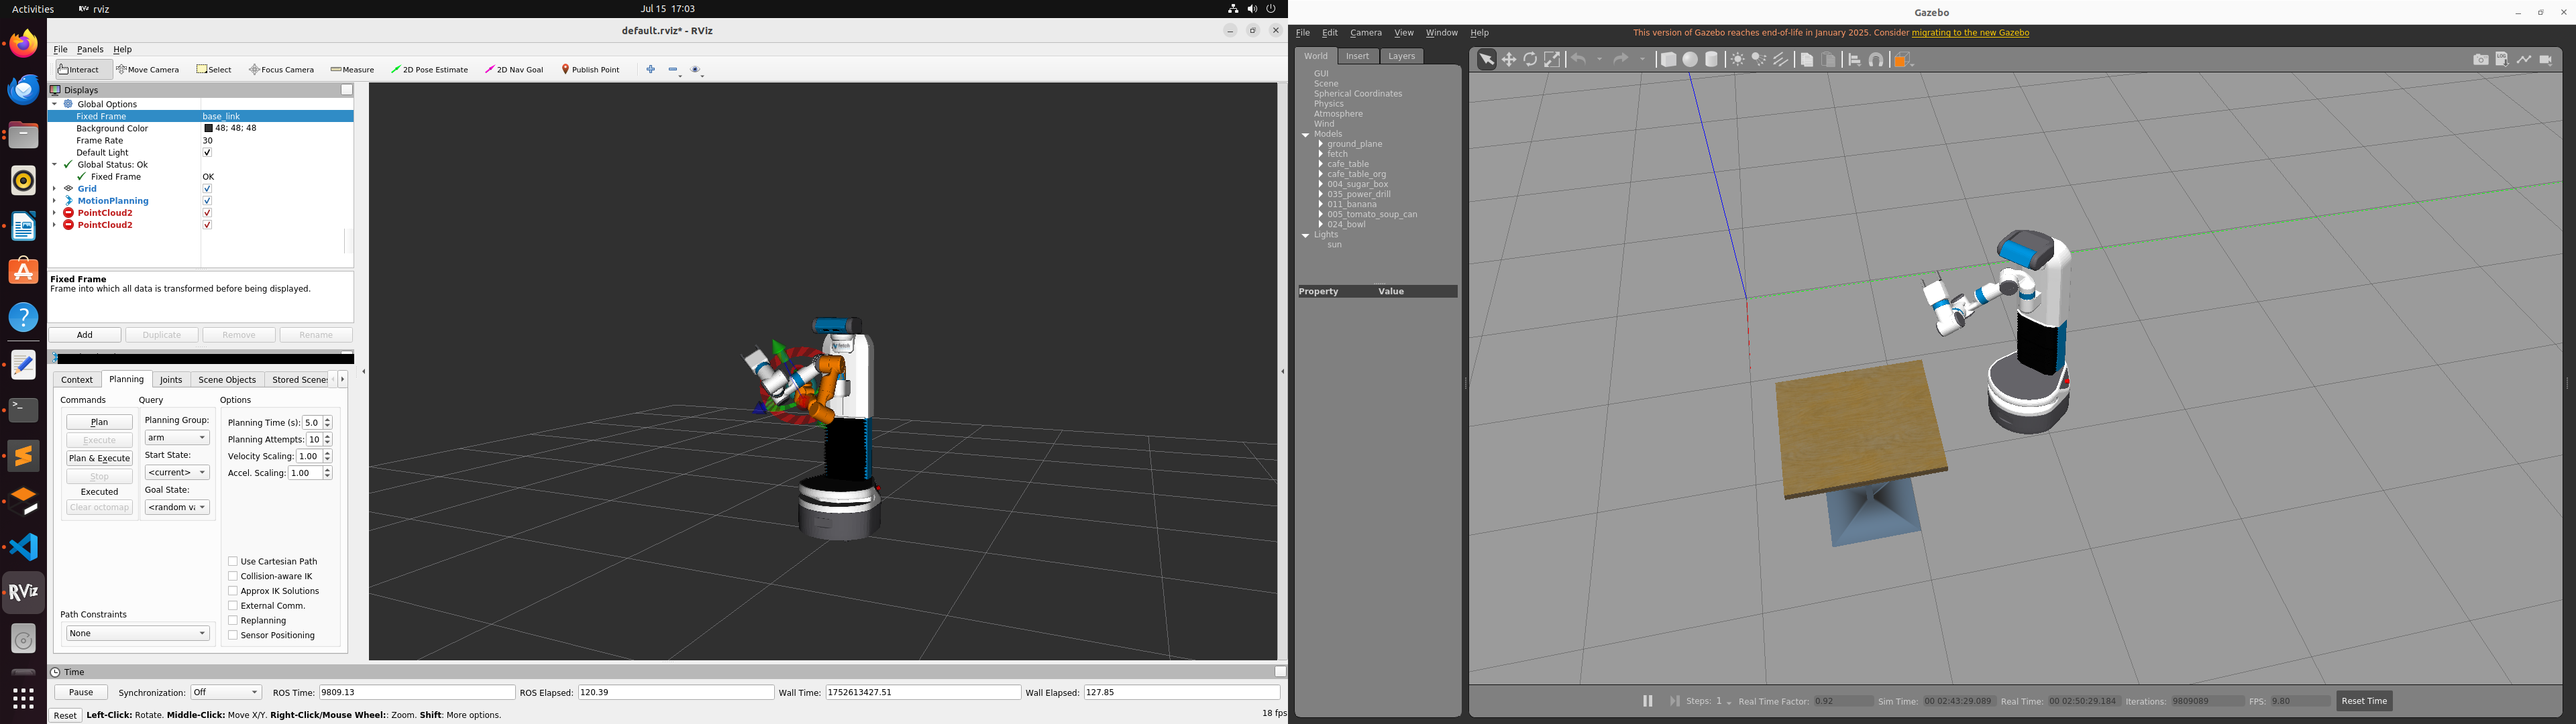 Activities
rviz
Jul 15 17:03
default.rviz* - RViz
File Panels Help
Interact Move Camera Select Focus Camera Measure 2D Pose Estimate 2D Nav Goal Publish Point
Displays
Global Options
Fixed Frame base_link
Background Color 48; 48; 48
Frame Rate 30
Default Light
Global Status: Ok
Fixed Frame OK
Grid
MotionPlanning
PointCloud2
PointCloud2
Fixed Frame
Frame into which all data is transformed before being displayed.
Add Duplicate Remove Rename
Context Planning Joints Scene Objects Stored Scene
Commands Query Options
Plan
Execute
Plan & Execute
Stop
Executed
Clear octomap
Planning Group:
arm
Start State:
<current>
Goal State:
<random va
Planning Time (s): 5.0
Planning Attempts: 10
Velocity Scaling: 1.00
Accel. Scaling: 1.00
Use Cartesian Path
Collision-aware IK
Approx IK Solutions
External Comm.
Replanning
Sensor Positioning
Path Constraints
None
Time
Pause Synchronization: Off ROS Time: 9809.13 ROS Elapsed: 120.39 Wall Time: 1752613427.51 Wall Elapsed: 127.85
Reset Left-Click: Rotate. Middle-Click: Move X/Y. Right-Click/Mouse Wheel:: Zoom. Shift: More options. 18 fps
RViz
Gazebo
File Edit Camera View Window Help
This version of Gazebo reaches end-of-life in January 2025. Consider migrating to the new Gazebo
World Insert Layers
GUI
Scene
Spherical Coordinates
Physics
Atmosphere
Wind
Models
ground_plane
fetch
cafe_table
cafe_table_org
004_sugar_box
035_power_drill
011_banana
005_tomato_soup_can
024_bowl
Lights
sun
Property Value
Steps: 1 Real Time Factor: 0.92 Sim Time: 00 02:43:29.089 Real Time: 00 02:50:29.184 Iterations: 9809089 FPS: 9.80 Reset Time